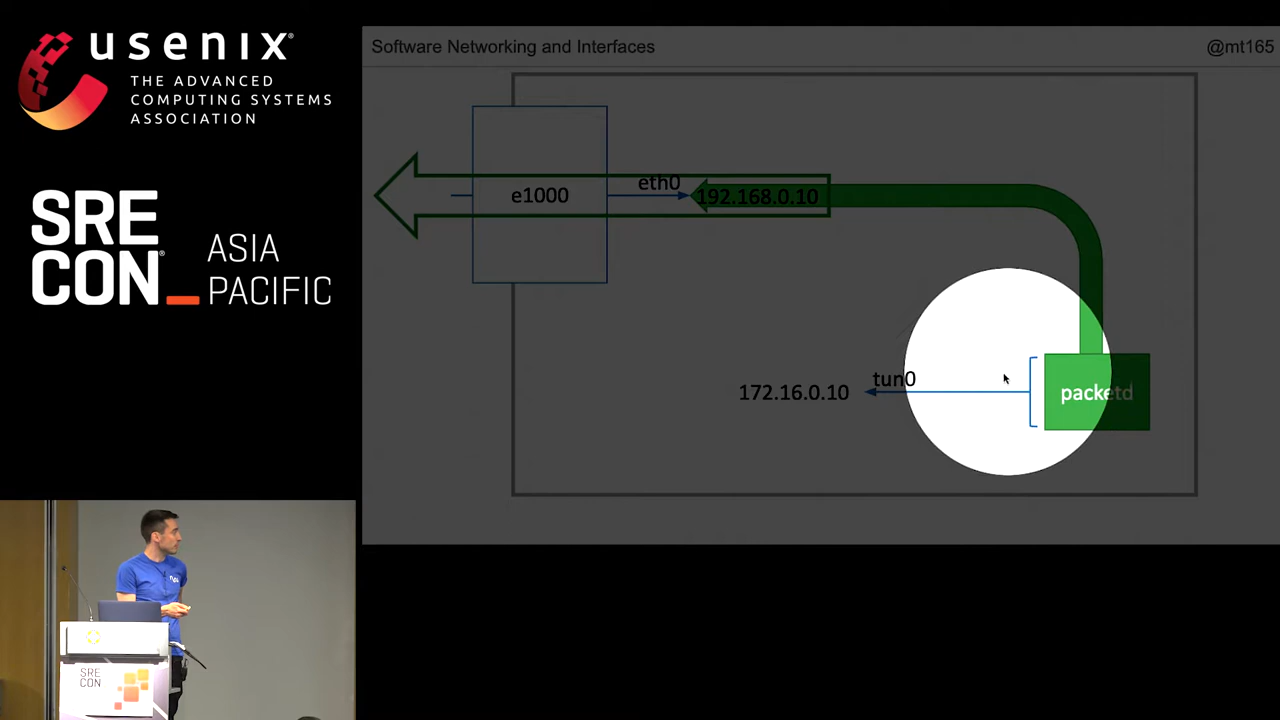 usenix®
THE ADVANCED
COMPUTING SYSTEMS
ASSOCIATION
SRE
CON®_
ASIA
PACIFIC
Software Networking and Interfaces
@mt165
e1000
eth0
192.168.0.10
tun0
172.16.0.10
packetd
SRE
CON